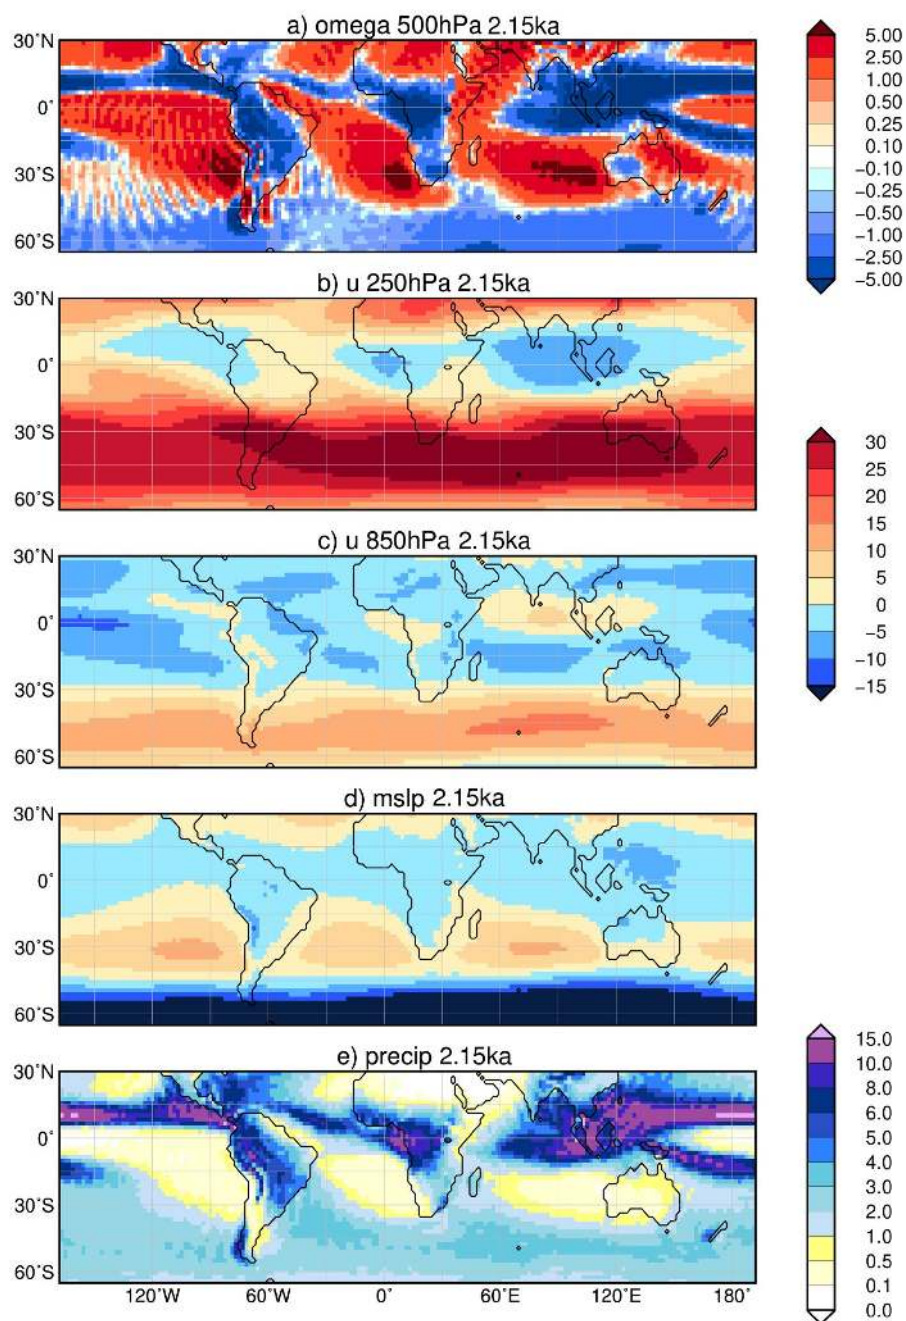 a) omega 500hPa 2.15ka
30˚N
0˚
30˚S
60˚S
5.00
2.50
1.00
0.50
0.25
0.10
−0.10
−0.25
−0.50
−1.00
−2.50
−5.00
b) u 250hPa 2.15ka
30˚N
0˚
30˚S
60˚S
c) u 850hPa 2.15ka
30˚N
0˚
30˚S
60˚S
30
25
20
15
10
5
0
−5
−10
−15
d) mslp 2.15ka
30˚N
0˚
30˚S
60˚S
e) precip 2.15ka
30˚N
0˚
30˚S
60˚S
120˚W 60˚W 0˚ 60˚E 120˚E 180˚
15.0
10.0
8.0
6.0
5.0
4.0
3.0
2.0
1.0
0.5
0.1
0.0